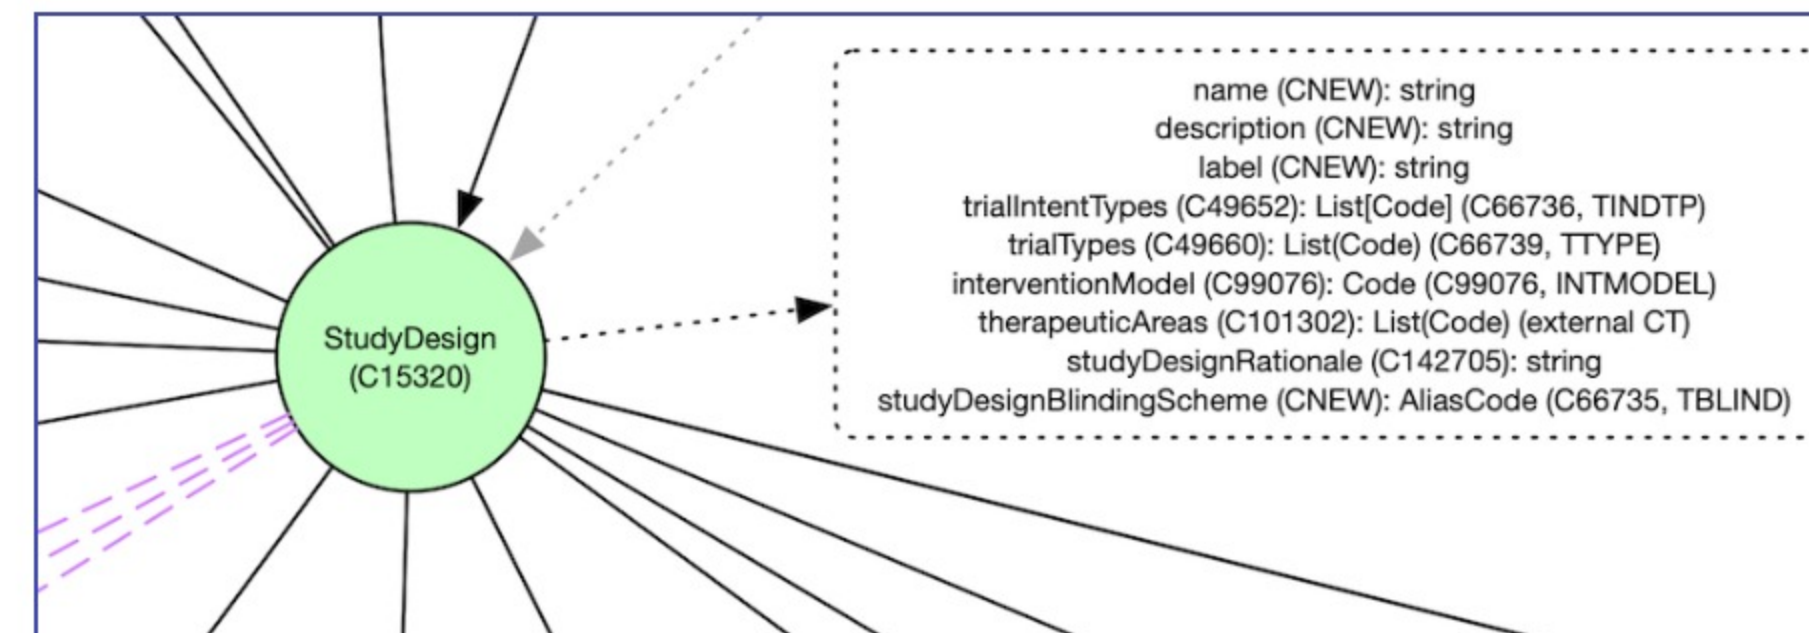 name (CNEW): string
description (CNEW): string
label (CNEW): string
trialIntentTypes (C49652): List[Code] (C66736, TINDTP)
trialTypes (C49660): List(Code) (C66739, TTYPE)
interventionModel (C99076): Code (C99076, INTMODEL)
therapeuticAreas (C101302): List(Code) (external CT)
studyDesignRationale (C142705): string
studyDesignBlindingScheme (CNEW): AliasCode (C66735, TBLIND)
StudyDesign
(C15320)